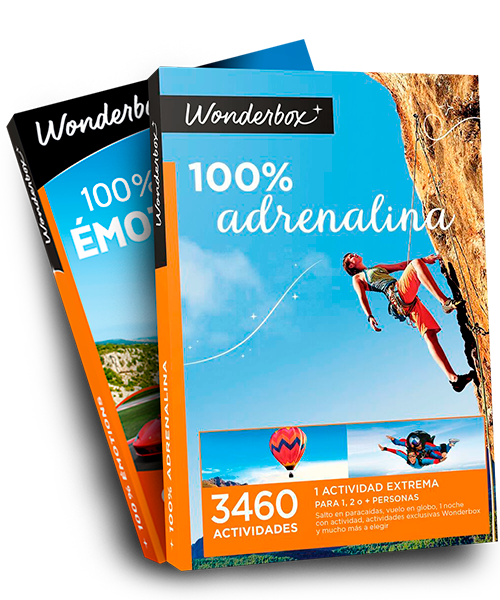 Wonderbox
100%
ÉMOT
+ 100% ÉMOTIONS
Wonderbox
Wonderbox
100%
adrenalina
+ 100% ADRENALINA
3460
ACTIVIDADES
1 ACTIVIDAD EXTREMA
PARA 1, 2 o + PERSONAS
Salto en paracaídas, vuelo en globo, 1 noche
con actividad, actividades exclusivas Wonderbox
y mucho más a elegir